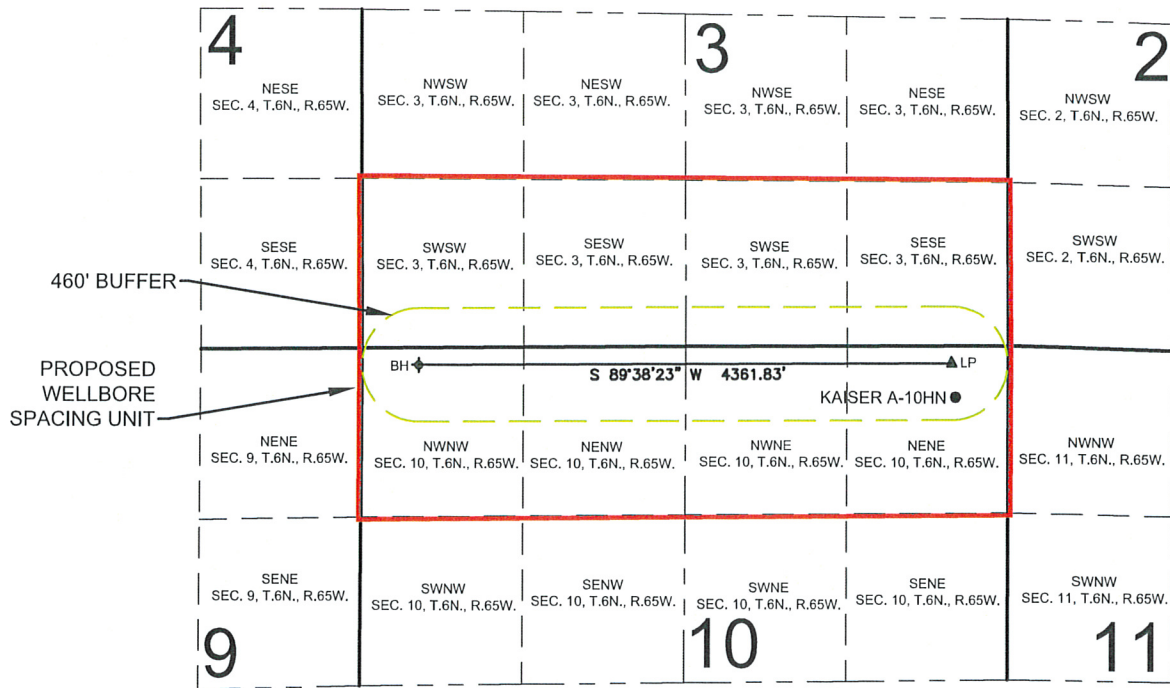 4
3
2
NESE
SEC. 4, T.6N., R.65W.
NWSW
SEC. 3, T.6N., R.65W.
NESW
SEC. 3, T.6N., R.65W.
NWSE
SEC. 3, T.6N., R.65W.
NESE
SEC. 3, T.6N., R.65W.
NWSW
SEC. 2, T.6N., R.65W.
SESE
SEC. 4, T.6N., R.65W.
SWSW
SEC. 3, T.6N., R.65W.
SESW
SEC. 3, T.6N., R.65W.
SWSE
SEC. 3, T.6N., R.65W.
SESE
SEC. 3, T.6N., R.65W.
SWSW
SEC. 2, T.6N., R.65W.
460' BUFFER
BH
S 89°38'23" W 4361.83'
LP
PROPOSED
WELLBORE
SPACING UNIT
KAISER A-10HN
NENE
SEC. 9, T.6N., R.65W.
NWNW
SEC. 10, T.6N., R.65W.
NENW
SEC. 10, T.6N., R.65W.
NWNE
SEC. 10, T.6N., R.65W.
NENE
SEC. 10, T.6N., R.65W.
NWNW
SEC. 11, T.6N., R.65W.
SENE
SEC. 9, T.6N., R.65W.
SWNW
SEC. 10, T.6N., R.65W.
SENW
SEC. 10, T.6N., R.65W.
SWNE
SEC. 10, T.6N., R.65W.
SENE
SEC. 10, T.6N., R.65W.
SWNW
SEC. 11, T.6N., R.65W.
9
10
11